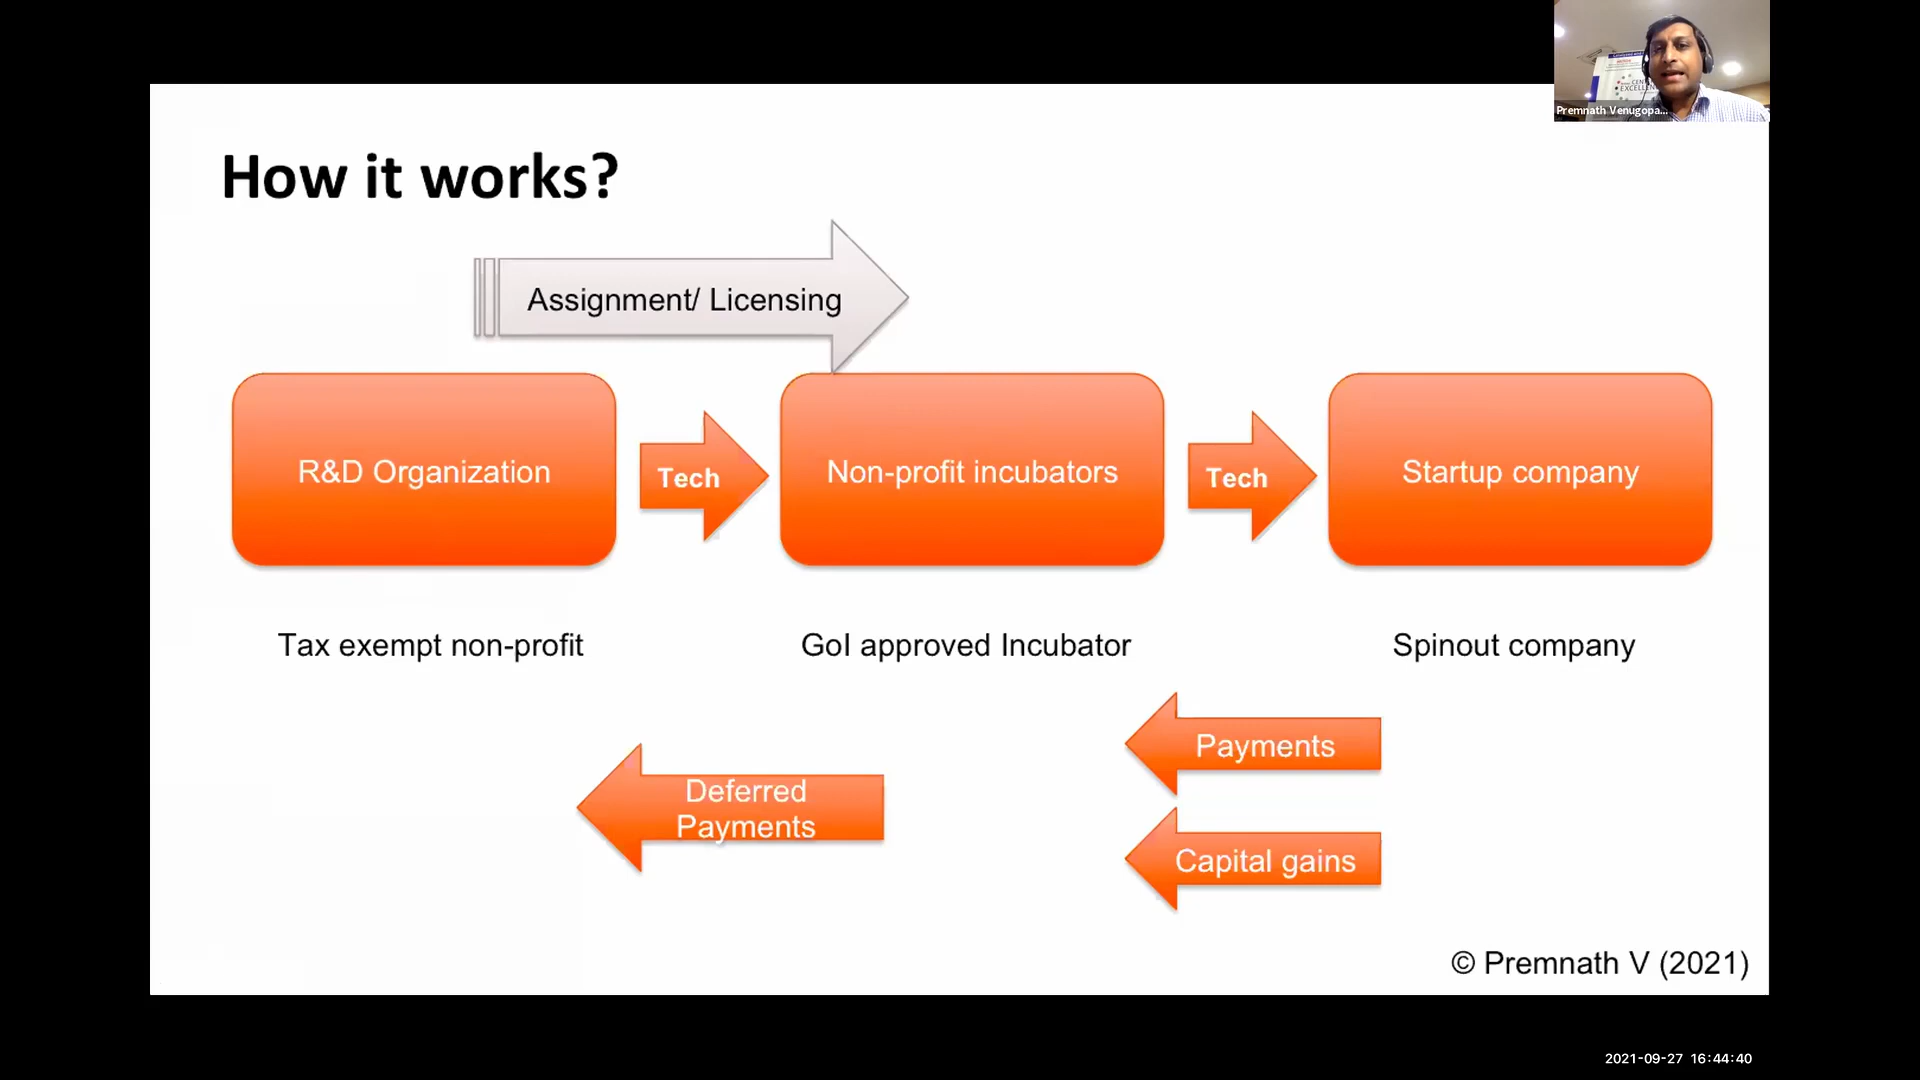 Premnath Venugopa...
How it works?
Assignment/ Licensing
R&D Organization
Tech
Non-profit incubators
Tech
Startup company
Tax exempt non-profit
GoI approved Incubator
Spinout company
Payments
Deferred
Payments
Capital gains
© Premnath V (2021)
2021-09-27 16:44:40